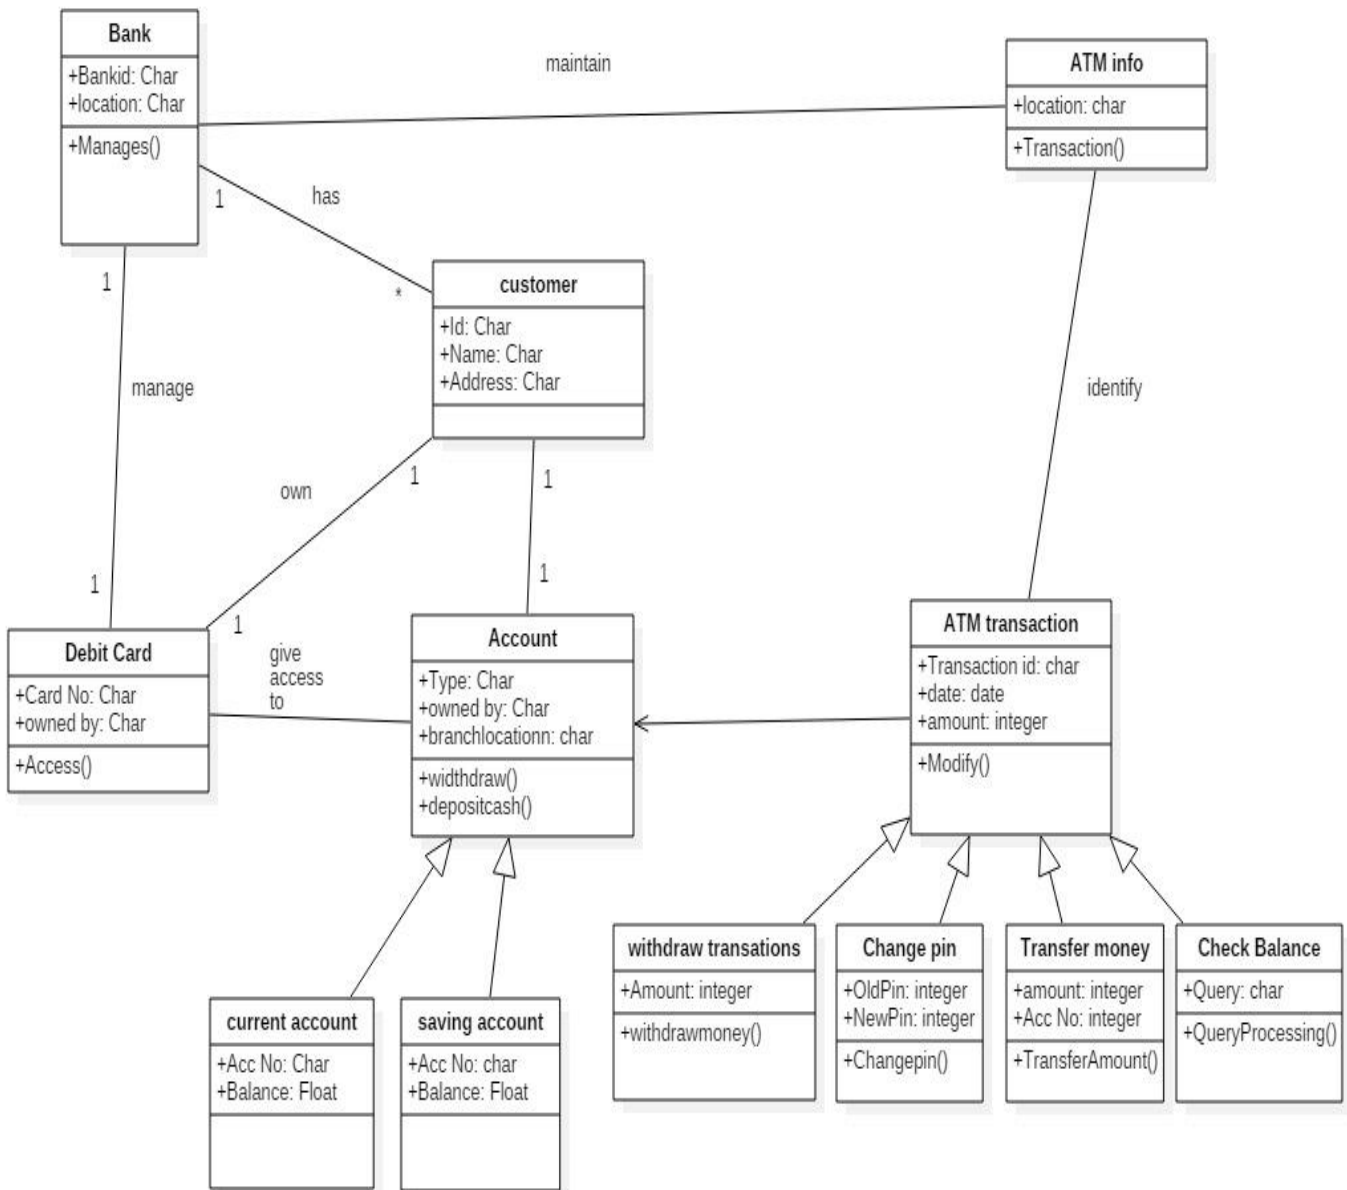 Bank
+Bankid: Char
+location: Char
+Manages()
maintain
ATM info
+location: char
+Transaction()
1
has
*
1
manage
1
customer
+Id: Char
+Name: Char
+Address: Char
identify
own
1
1
1
1
Debit Card
+Card No: Char
+owned by: Char
+Access()
give
access
to
Account
+Type: Char
+owned by: Char
+branchlocationn: char
+widthdraw()
+depositcash()
ATM transaction
+Transaction id: char
+date: date
+amount: integer
+Modify()
current account
+Acc No: Char
+Balance: Float
saving account
+Acc No: char
+Balance: Float
withdraw transations
+Amount: integer
+withdrawmoney()
Change pin
+OldPin: integer
+NewPin: integer
+Changepin()
Transfer money
+amount: integer
+Acc No: integer
+TransferAmount()
Check Balance
+Query: char
+QueryProcessing()